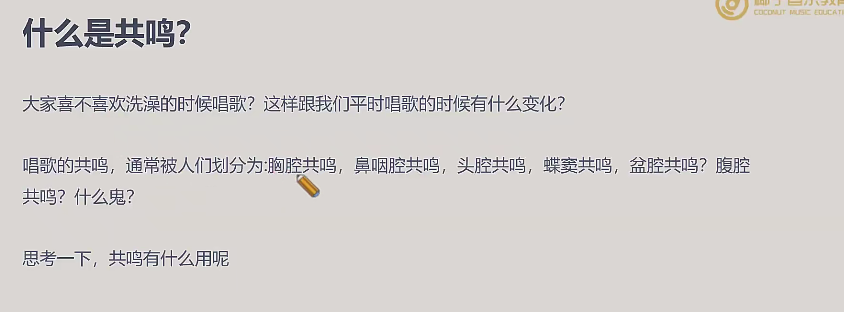 什么是共鸣?
COCONUT MUSIC EDUCATI
大家喜不喜欢洗澡的时候唱歌？这样跟我们平时唱歌的时候有什么变化?
唱歌的共鸣，通常被人们划分为:胸腔共鸣，鼻咽腔共鸣，头腔共鸣，蝶窦共鸣，盆腔共鸣？腹腔
共鸣？什么鬼?
思考一下，共鸣有什么用呢